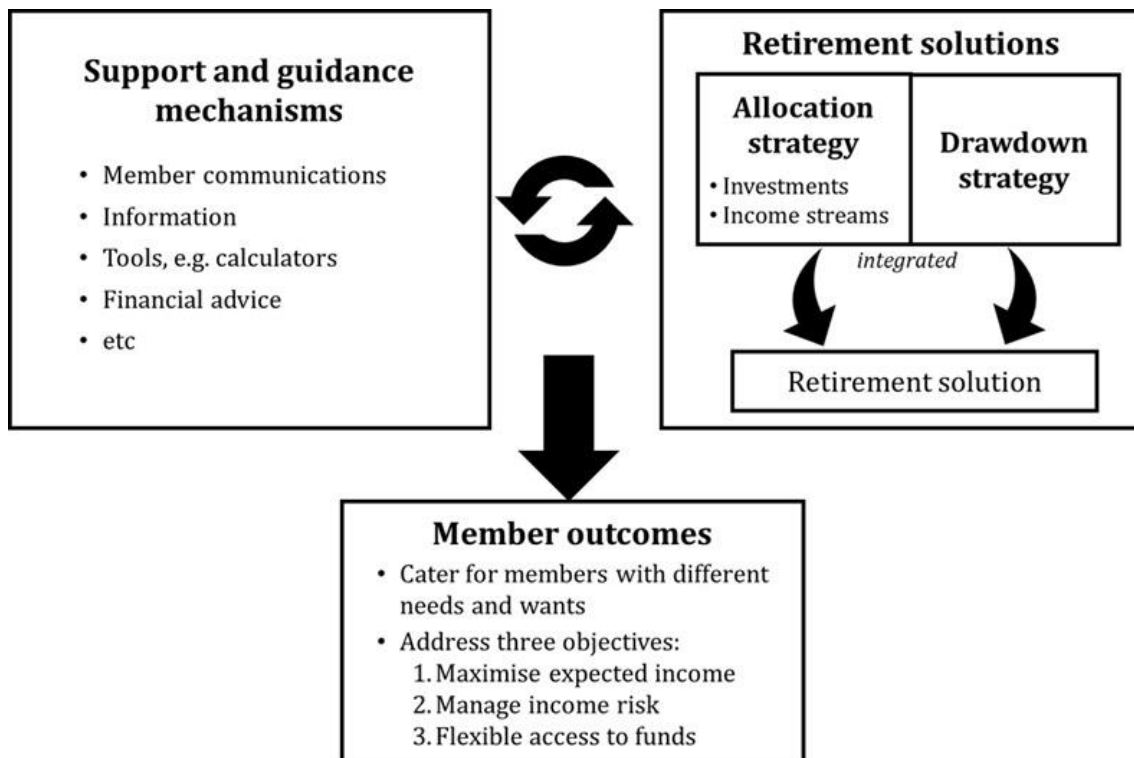 Support and guidance
mechanisms
• Member communications
• Information
• Tools, e.g. calculators
• Financial advice
• etc
Retirement solutions
Allocation
strategy
• Investments
• Income streams
Drawdown
strategy
integrated
Retirement solution
Member outcomes
• Cater for members with different
needs and wants
• Address three objectives:
1. Maximise expected income
2. Manage income risk
3. Flexible access to funds